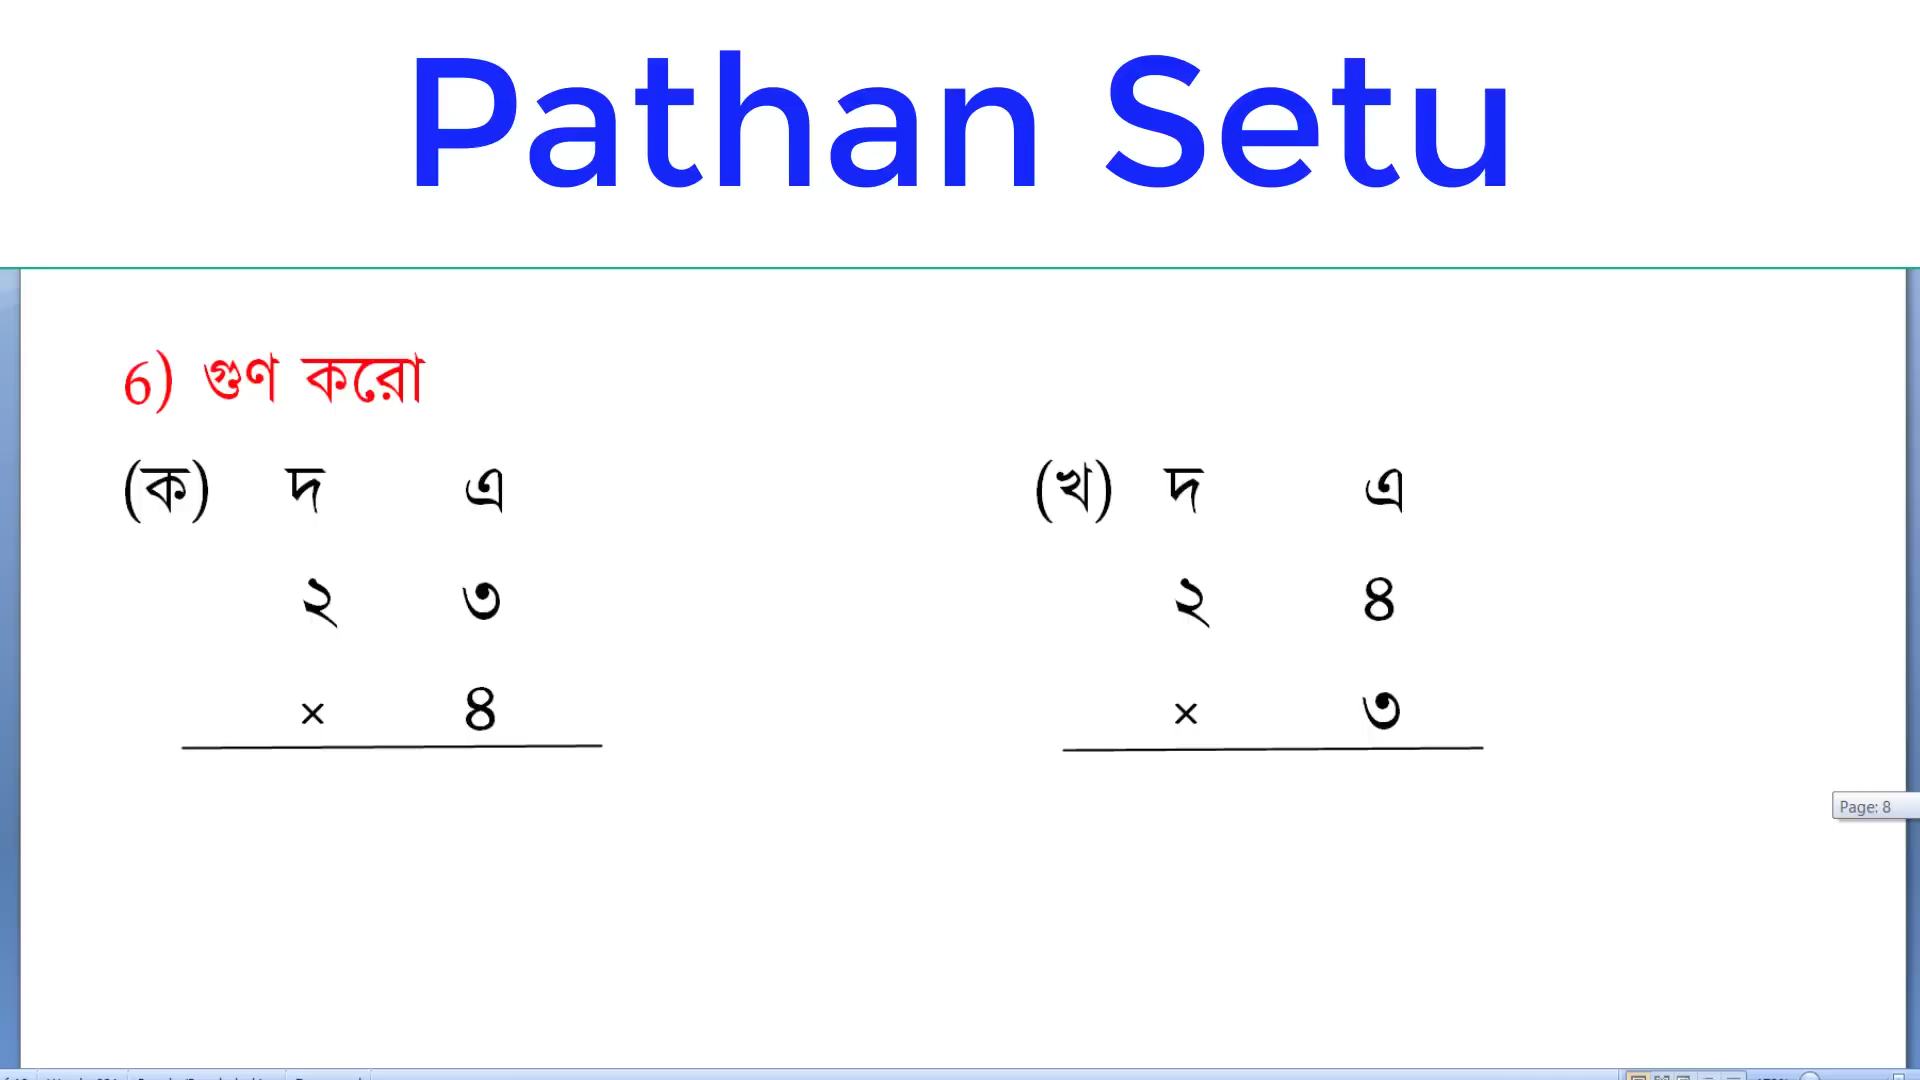 Pathan Setu
6) গুণ করো
(ক) দ এ (খ) দ এ
২ ৩ ২ ৪
× ৪ × ৩
Page: 8